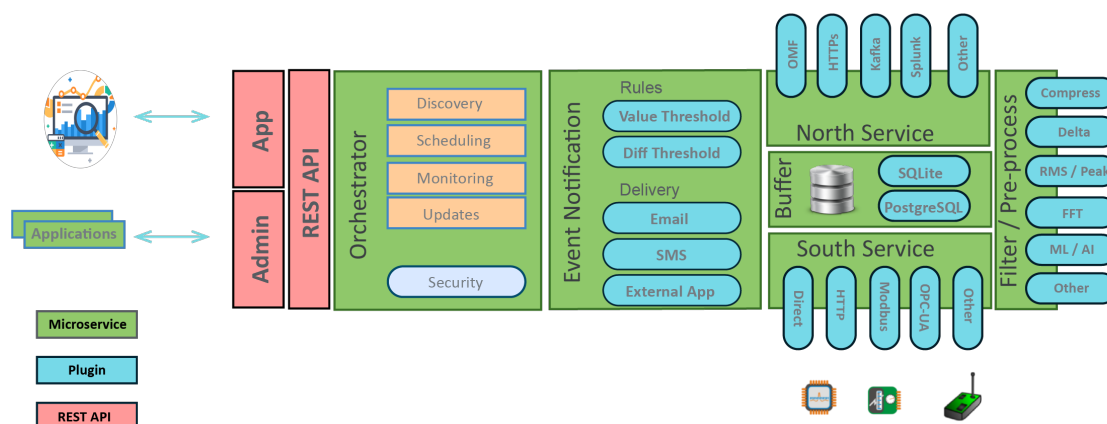 Applications
Microservice
Plugin
REST API
App
Admin
REST API
Orchestrator
Discovery
Scheduling
Monitoring
Updates
Security
Event Notification
Rules
Value Threshold
Diff Threshold
Delivery
Email
SMS
External App
OMF
HTTPs
Kafka
Splunk
Other
North Service
Buffer
SQLite
PostgreSQL
South Service
Direct
HTTP
Modbus
OPC-UA
Other
Filter / Pre-process
Compress
Delta
RMS / Peak
FFT
ML / AI
Other